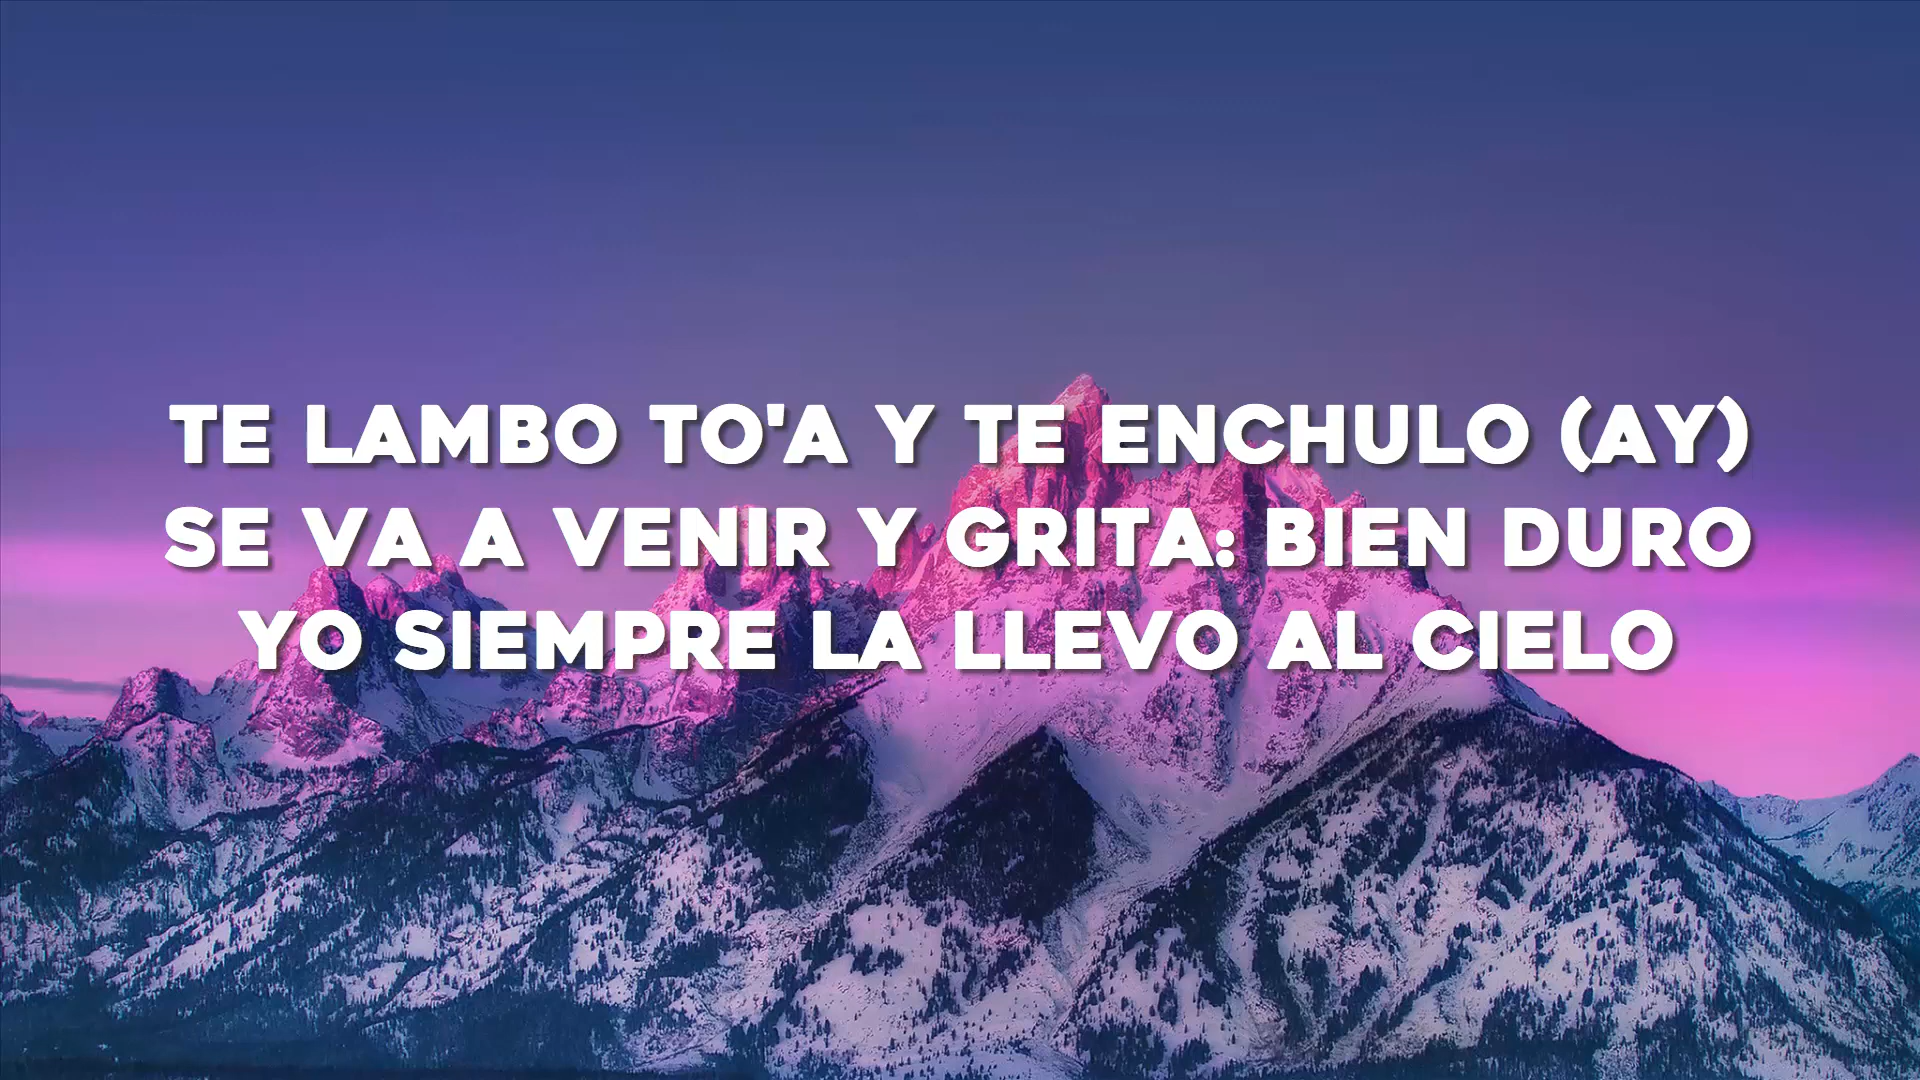 TE LAMBO TO'A Y TE ENCHULO (AY)
SE VA A VENIR Y GRITA: BIEN DURO
YO SIEMPRE LA LLEVO AL CIELO